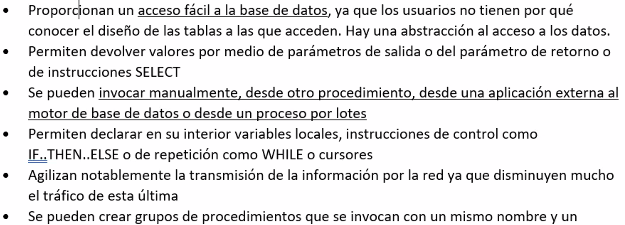 • Proporcionan un acceso fácil a la base de datos, ya que los usuarios no tienen por qué
conocer el diseño de las tablas a las que acceden. Hay una abstracción al acceso a los datos.
• Permiten devolver valores por medio de parámetros de salida o del parámetro de retorno o
de instrucciones SELECT
• Se pueden invocar manualmente, desde otro procedimiento, desde una aplicación externa al
motor de base de datos o desde un proceso por lotes
• Permiten declarar en su interior variables locales, instrucciones de control como
IF..THEN..ELSE o de repetición como WHILE o cursores
• Agilizan notablemente la transmisión de la información por la red ya que disminuyen mucho
el tráfico de esta última
• Se pueden crear grupos de procedimientos que se invocan con un mismo nombre y un